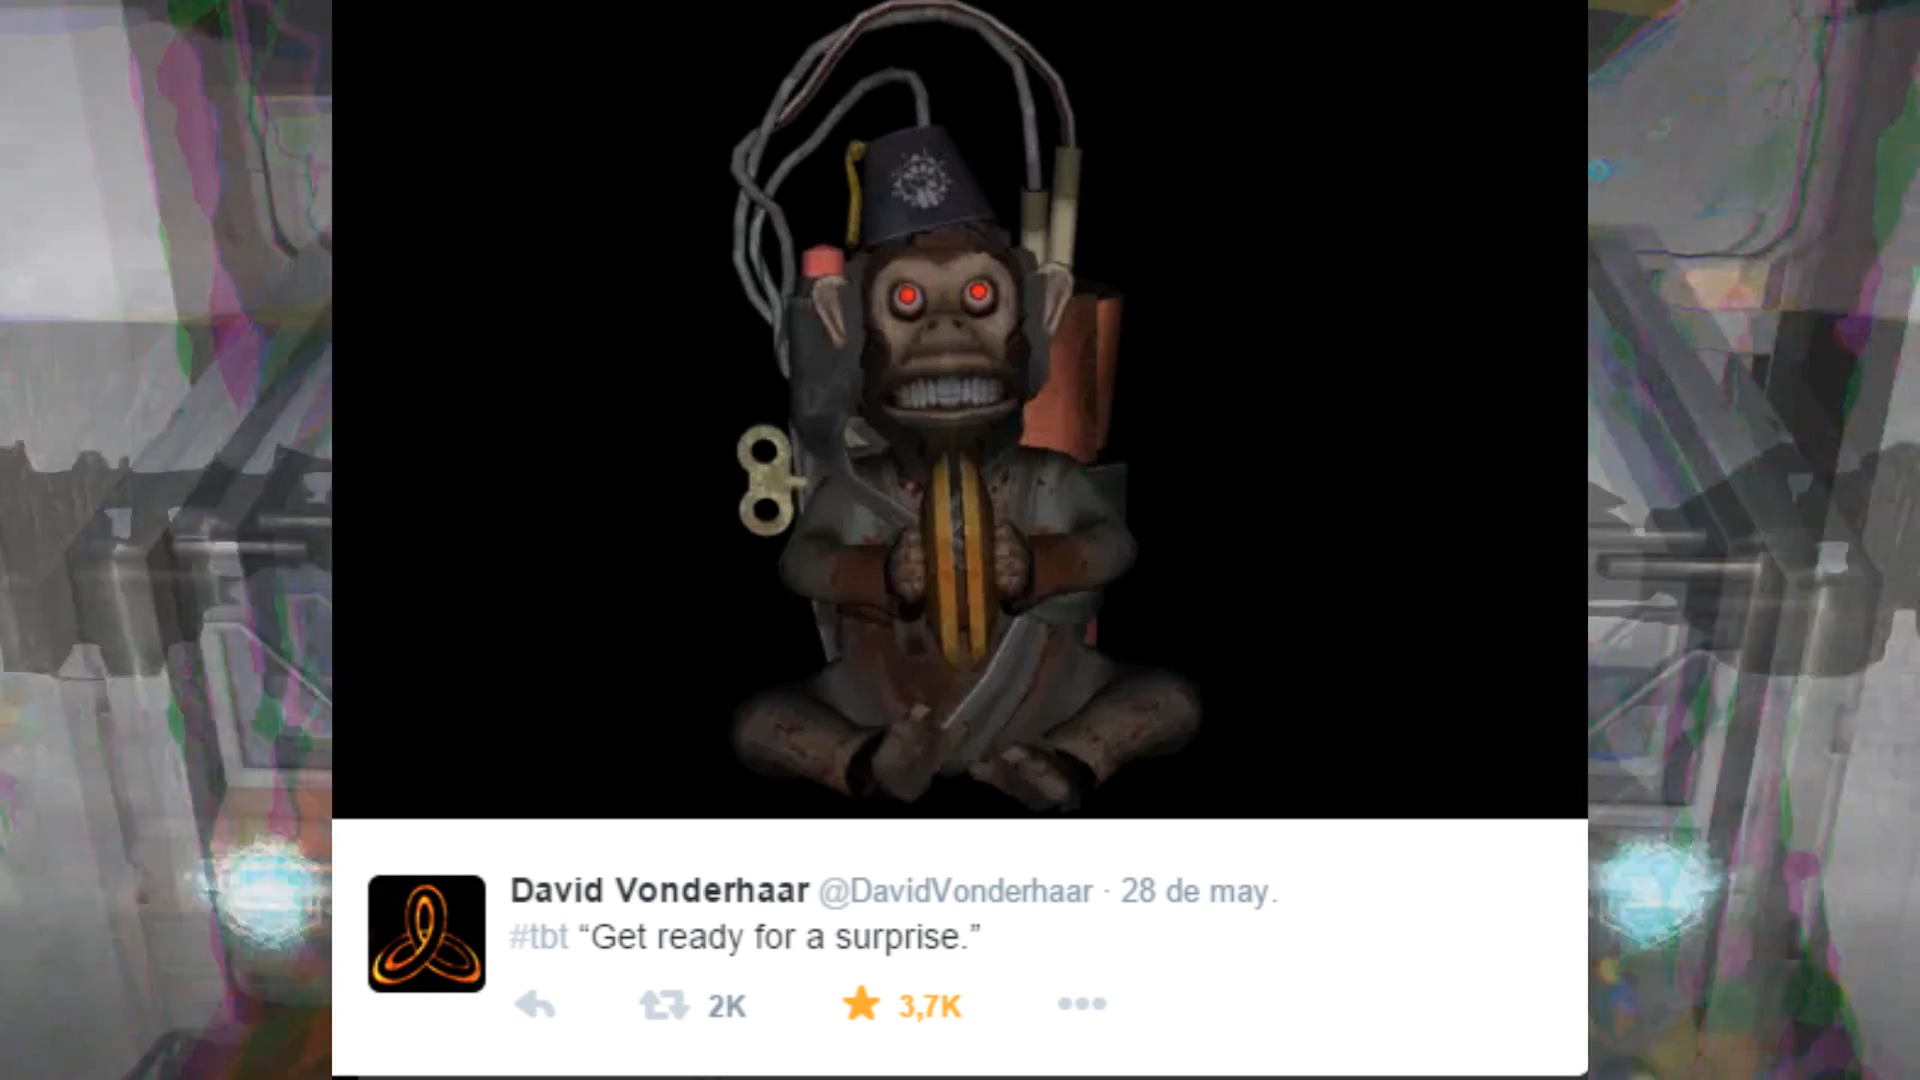 David Vonderhaar @DavidVonderhaar · 28 de may.
#tbt “Get ready for a surprise.”
2K 3,7K